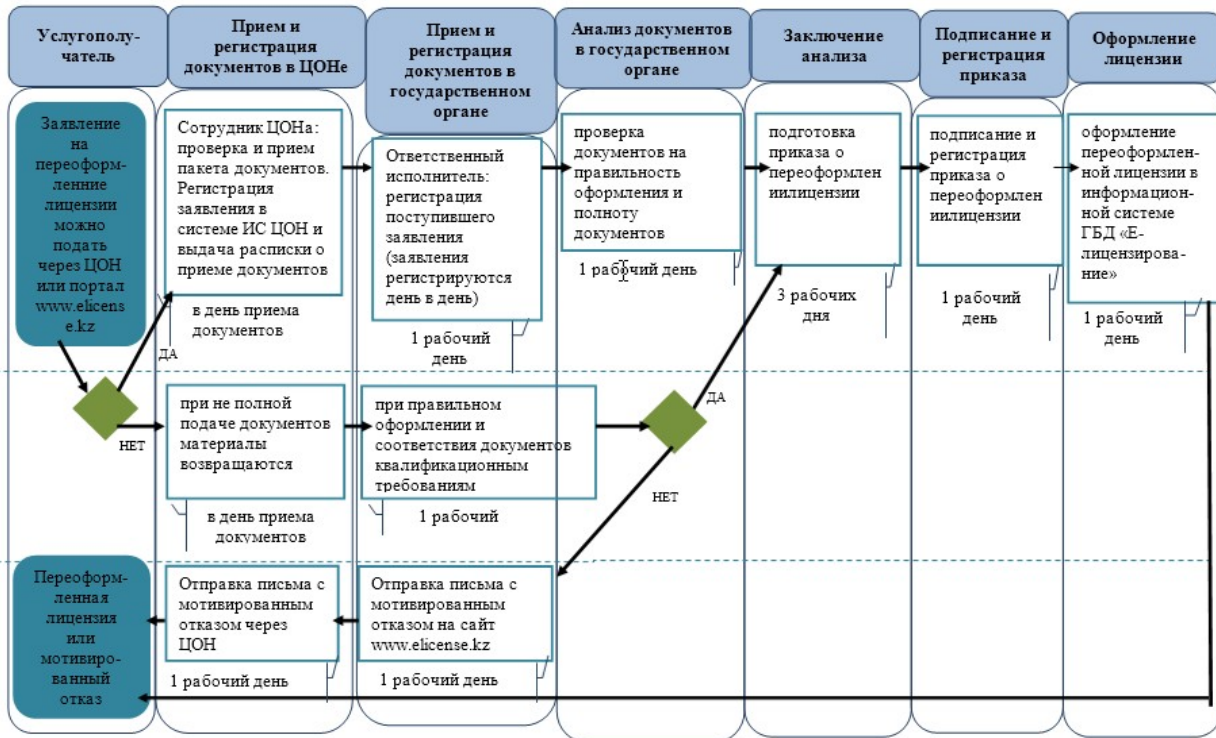 Услугополу-
чатель
Прием и
регистрация
документов в ЦОНе
Прием и
регистрация
документов в
государственном
органе
Анализ документов
в государственном
органе
Заключение
анализа
Подписание и
регистрация
приказа
Оформление
лицензии
Заявление
на
переоформ-
ленние
лицензии
можно
подать
через ЦОН
или портал
www.elicens
e.kz
Сотрудник ЦОНа:
проверка и прием
пакета документов.
Регистрация
заявления в
системе ИС ЦОН и
выдача расписки о
приеме документов
в день приема
документов
Ответственный
исполнитель:
регистрация
поступившего
заявления
(заявления
регистрируются
день в день)
1 рабочий
день
проверка
документов на
правильность
оформления и
полноту
документов
1 рабочий день
подготовка
приказа о
переоформлен
иилицензии
3 рабочих
дня
подписание и
регистрация
приказа о
переоформлен
иилицензии
1 рабочий
день
оформление
переоформлен-
ной лицензии в
информацион-
ной системе
ГБД «Е-
лицензирова-
ние»
1 рабочий
день
ДА
НЕТ
при не полной
подаче документов
материалы
возвращаются
в день приема
документов
при правильном
оформлении и
соответствия документов
квалификационным
требованиям
1 рабочий
ДА
НЕТ
Переоформ-
ленная
лицензия
или
мотивиро-
ванный
отказ
Отправка письма с
мотивированным
отказом через
ЦОН
1 рабочий день
Отправка письма с
мотивированным
отказом на сайт
www.elicense.kz
1 рабочий день